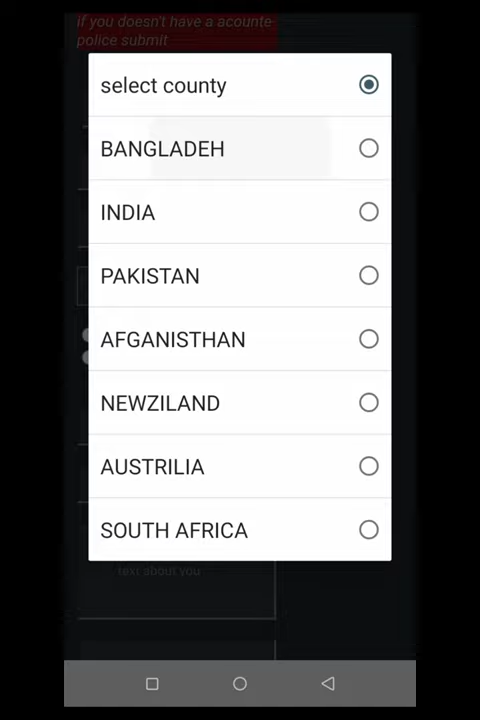 if you doesn't have a acounte
police submit
select county
BANGLADEH
INDIA
PAKISTAN
AFGANISTHAN
NEWZILAND
AUSTRILIA
SOUTH AFRICA
text about you